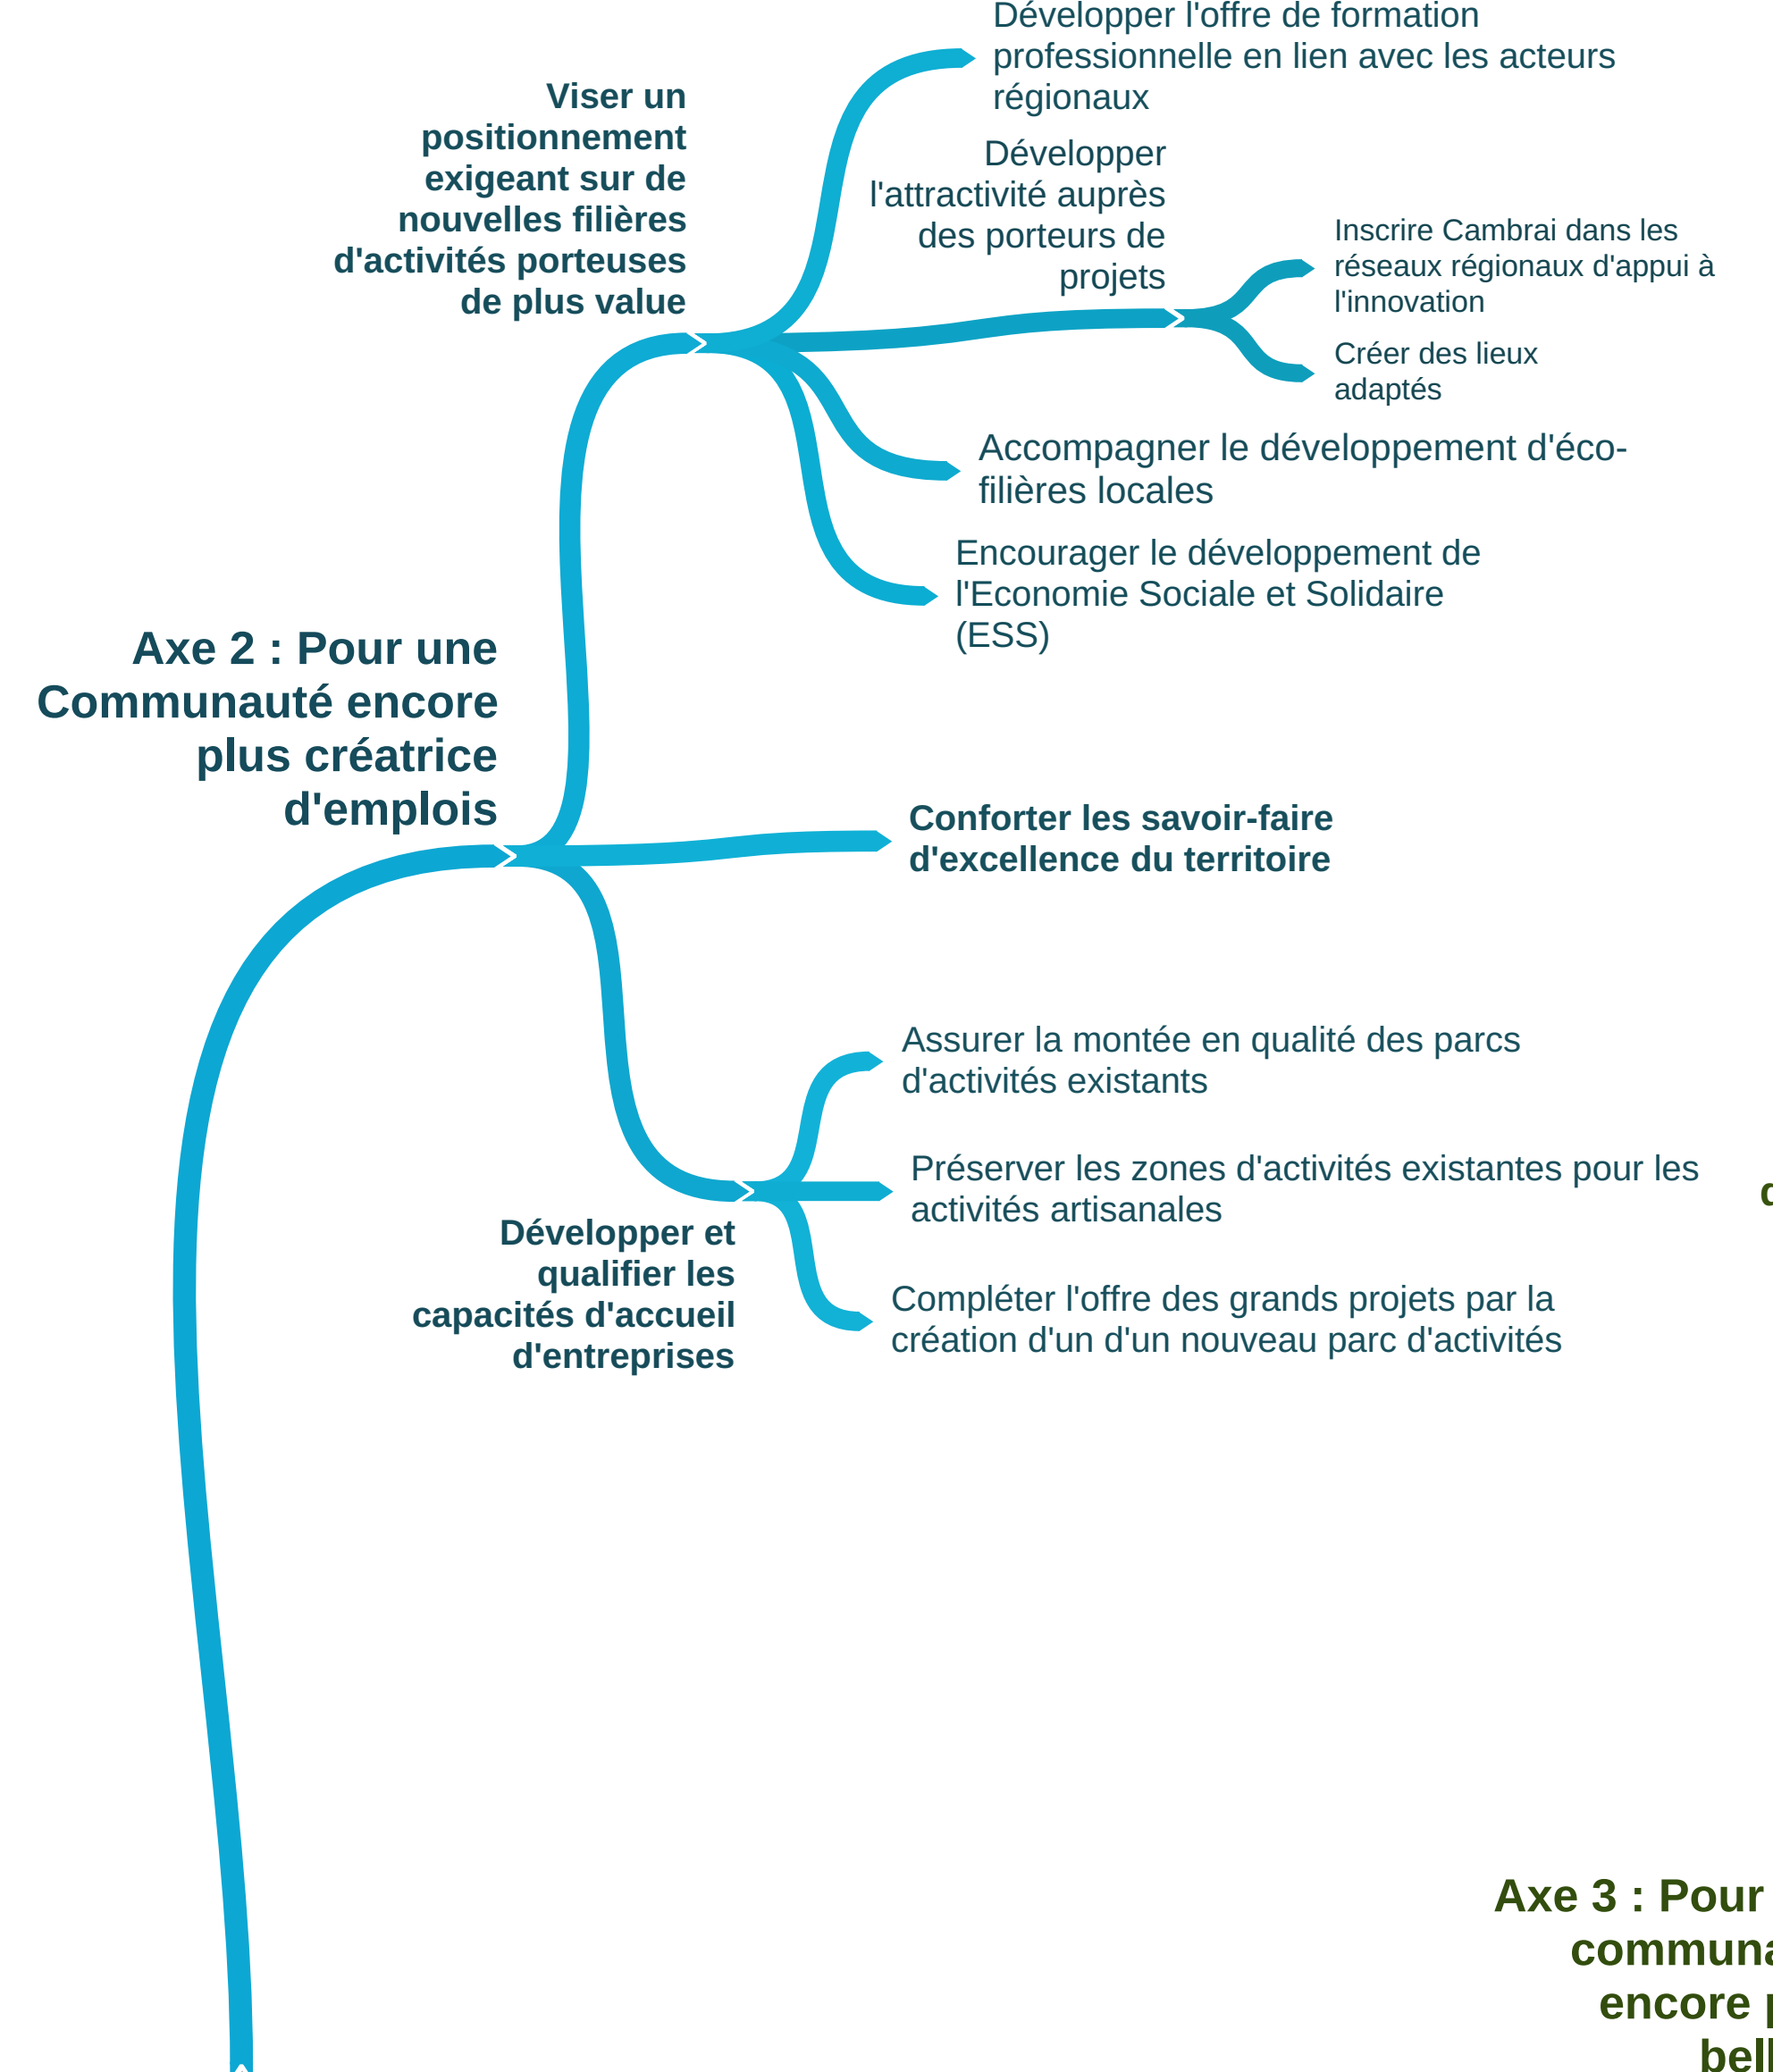 Développer l'offre de formation
professionnelle en lien avec les acteurs
régionaux
Viser un
positionnement
exigeant sur de
nouvelles filières
d'activités porteuses
de plus value
Développer
l'attractivité auprès
des porteurs de
projets
Inscrire Cambrai dans les
réseaux régionaux d'appui à
l'innovation
Créer des lieux
adaptés
Accompagner le développement d'éco-
filières locales
Encourager le développement de
l'Economie Sociale et Solidaire
(ESS)
Axe 2 : Pour une
Communauté encore
plus créatrice
d'emplois
Conforter les savoir-faire
d'excellence du territoire
Assurer la montée en qualité des parcs
d'activités existants
Préserver les zones d'activités existantes pour les
activités artisanales
Développer et
qualifier les
capacités d'accueil
d'entreprises
Compléter l'offre des grands projets par la
création d'un d'un nouveau parc d'activités
Axe 3 : Pour
encore